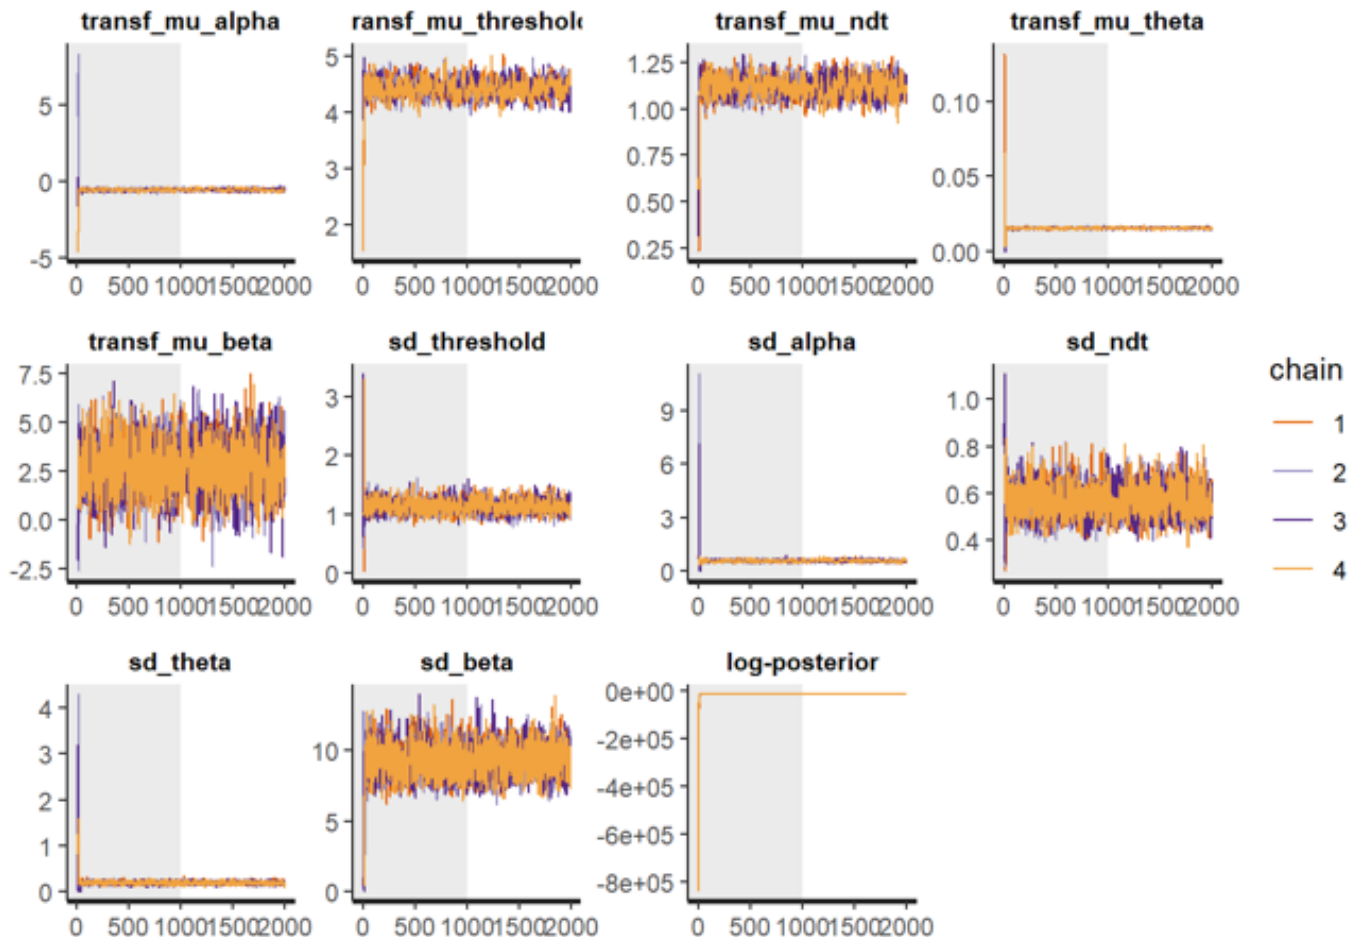 transf_mu_alpha
ransf_mu_threshol
transf_mu_ndt
transf_mu_theta
5
0
-5
0 500 1000 1500 2000
5
4
3
2
0 500 1000 1500 2000
1.25
1.00
0.75
0.50
0.25
0 500 1000 1500 2000
0.10
0.05
0.00
0 500 1000 1500 2000
transf_mu_beta
sd_threshold
sd_alpha
sd_ndt
7.5
5.0
2.5
0.0
-2.5
0 500 1000 1500 2000
3
2
1
0
0 500 1000 1500 2000
9
6
3
0
0 500 1000 1500 2000
1.0
0.8
0.6
0.4
0 500 1000 1500 2000
chain
1
2
3
4
sd_theta
sd_beta
log-posterior
4
3
2
1
0
0 500 1000 1500 2000
10
5
0
0 500 1000 1500 2000
0e+00
-2e+05
-4e+05
-6e+05
-8e+05
0 500 1000 1500 2000